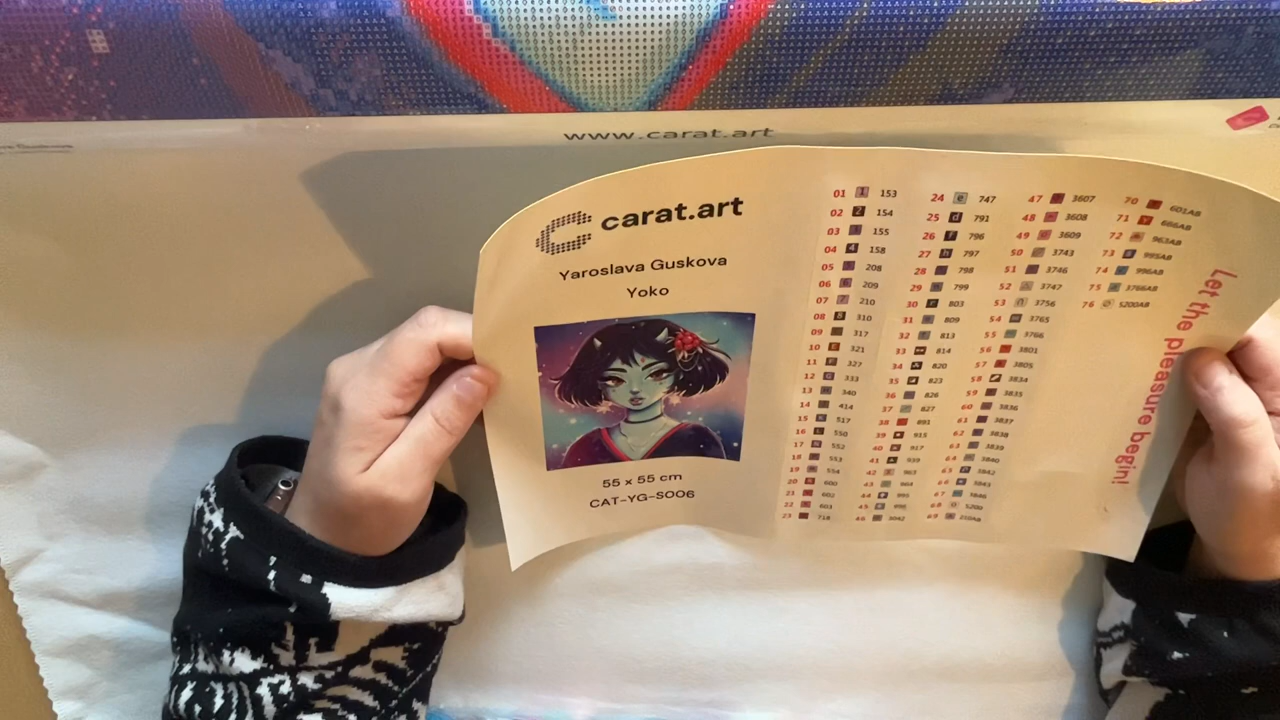 www.carat.art
carat.art
Yaroslava Guskova
Yoko
55 x 55 cm
CAT-YG-S006
01 1 153
02 2 154
03 3 155
04 4 158
05 208
06 6 209
07 7 210
08 8 310
09 317
10 E 321
11 F 327
12 G 333
13 340
14 414
15 517
16 L 550
17 552
18 553
19 554
20 600
21 602
22 603
23 718
24 e 747
25 d 791
26 f 796
27 h 797
28 798
29 799
30 803
31 809
32 813
33 814
34 820
35 823
36 826
37 827
38 891
39 915
40 917
41 939
42 963
43 964
44 995
45 996
46 3042
47 3607
48 3608
49 3609
50 3743
51 3746
52 3747
53 3756
54 3765
55 3766
56 3801
57 3805
58 3834
59 3835
60 3836
61 3837
62 3838
63 3839
64 3840
65 3842
66 3843
67 3846
68 5200
69 210AB
70 601AB
71 666AB
72 963AB
73 995AB
74 996AB
75 3766AB
76 5200AB
Let the pleasure begin!